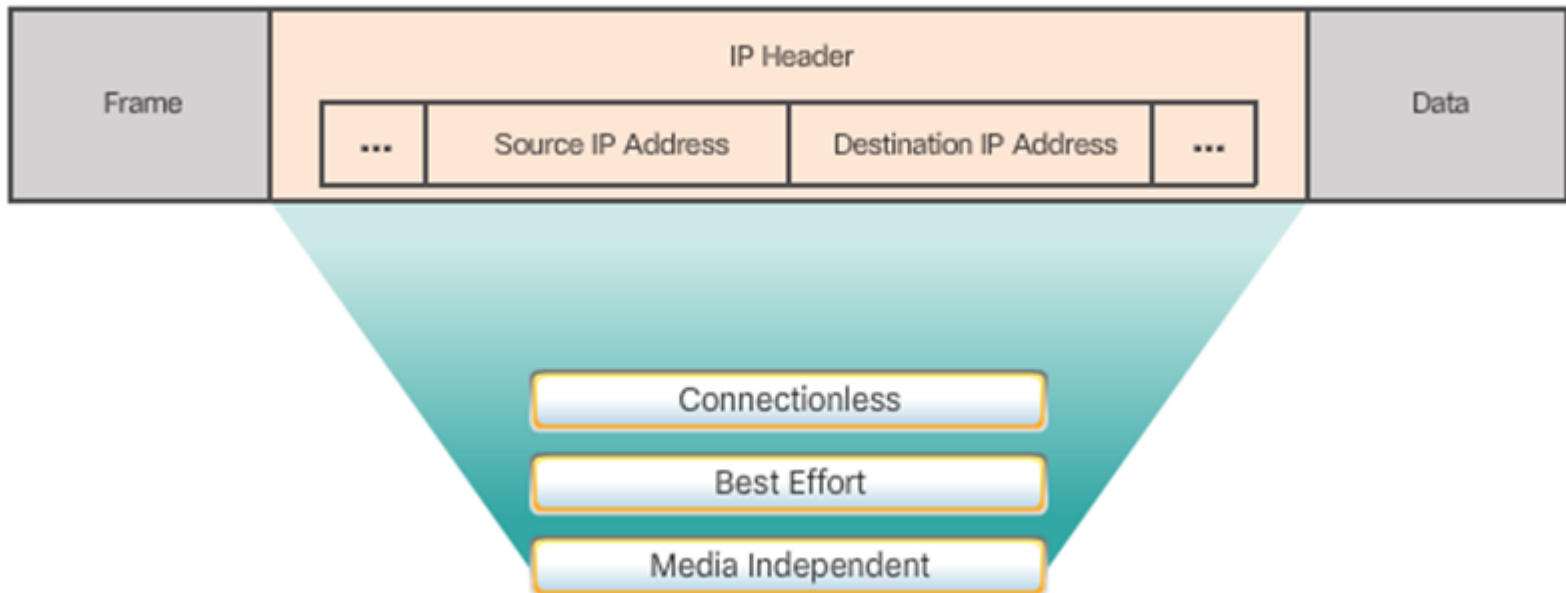 IP Header
Frame
... Source IP Address Destination IP Address ...
Data
Connectionless
Best Effort
Media Independent